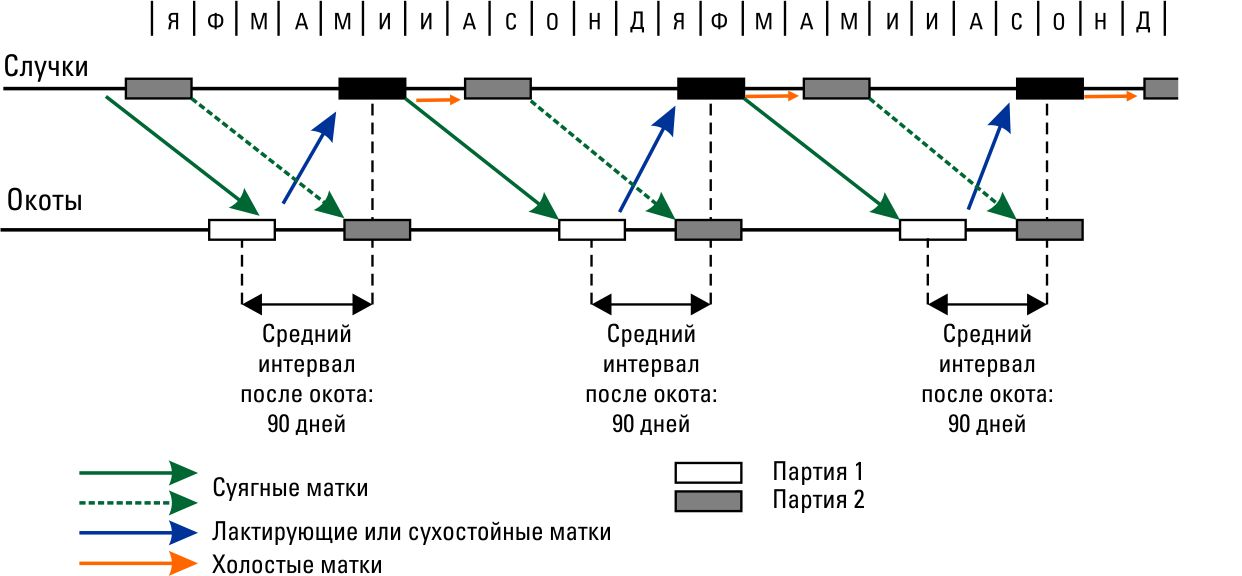 Я Ф М А М И И А С О Н Д Я Ф М А М И И А С О Н Д
Случки
Окоты
Средний интервал после окота: 90 дней
Средний интервал после окота: 90 дней
Средний интервал после окота: 90 дней
Суягные матки
Лактирующие или сухостойные матки
Холостые матки
Партия 1
Партия 2